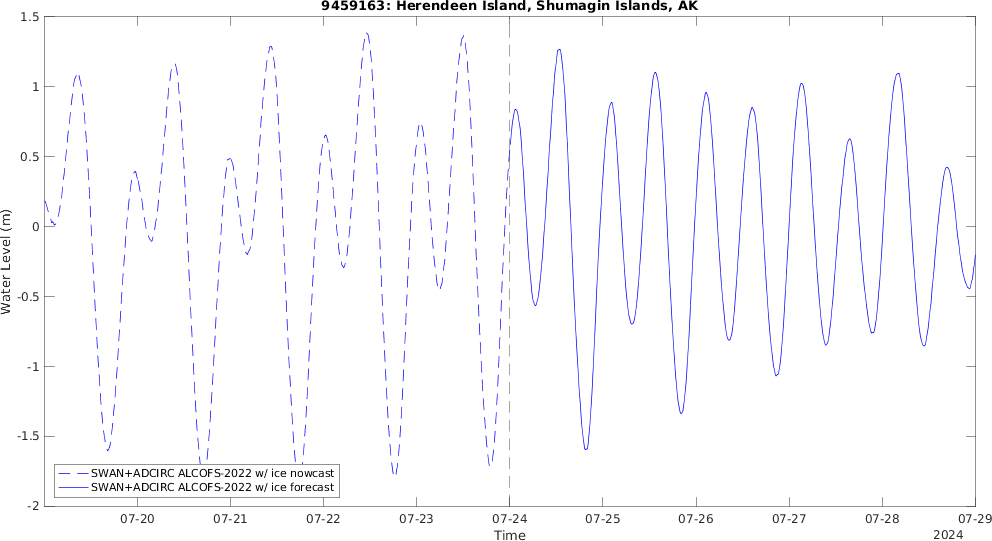 9459163: Herendeen Island, Shumagin Islands, AK
1.5
1
0.5
0
-0.5
-1
-1.5
-2
Water Level (m)
SWAN+ADCIRC ALCOFS-2022 w/ ice nowcast
SWAN+ADCIRC ALCOFS-2022 w/ ice forecast
07-20 07-21 07-22 07-23 07-24 07-25 07-26 07-27 07-28 07-29
Time
2024